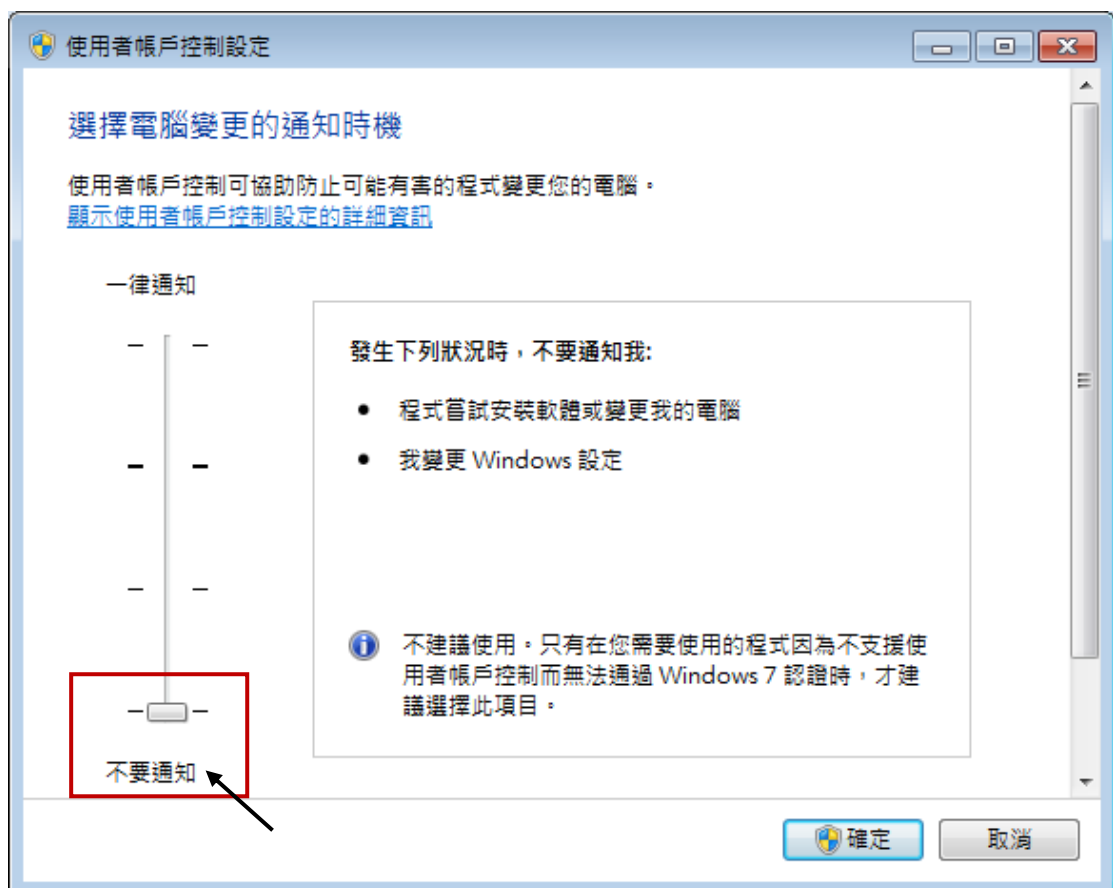 使用者帳戶控制設定
選擇電腦變更的通知時機
使用者帳戶控制可協助防止可能有害的程式變更您的電腦。
顯示使用者帳戶控制設定的詳細資訊
一律通知
發生下列狀況時，不要通知我:
• 程式嘗試安裝軟體或變更我的電腦
• 我變更 Windows 設定
不建議使用。只有在您需要使用的程式因為不支援使
用者帳戶控制而無法通過 Windows 7 認證時，才建
議選擇此項目。
不要通知
確定
取消